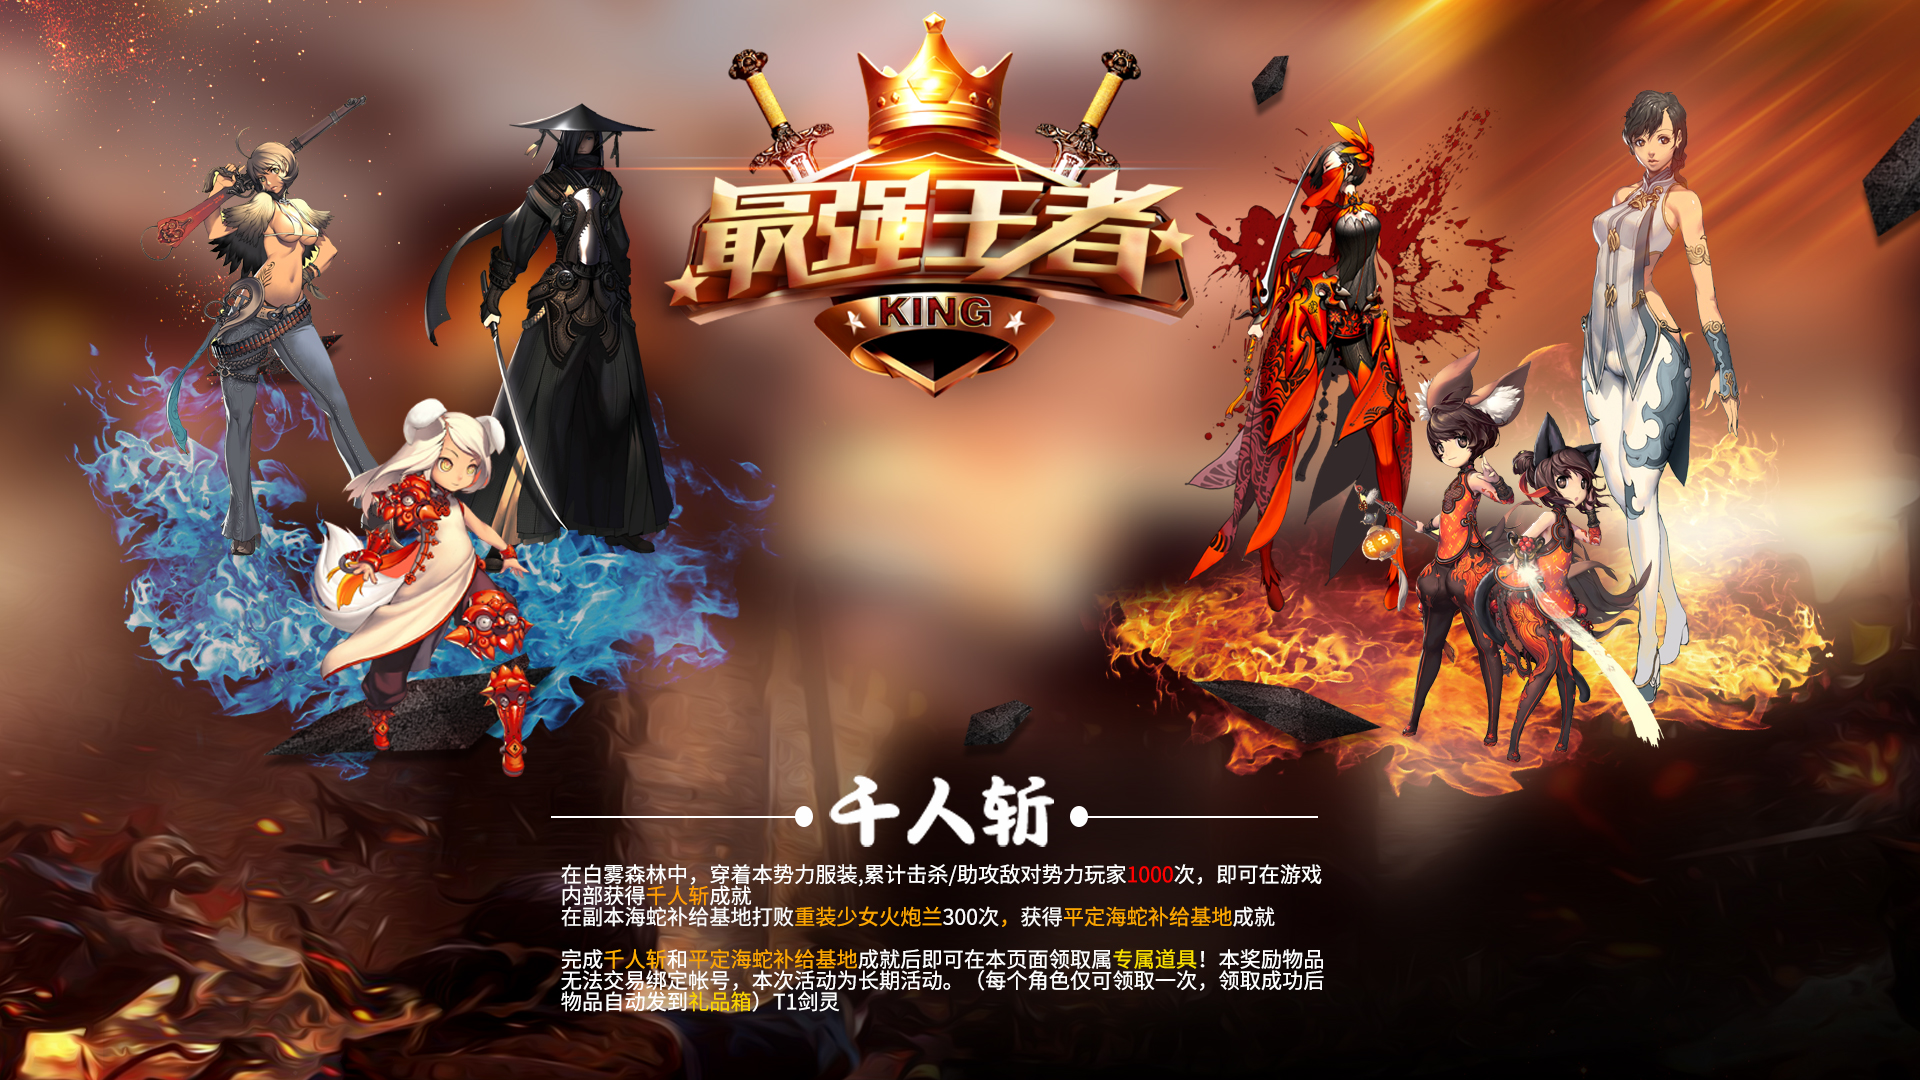 最强王者
KING
千人斩
在白雾森林中，穿着本势力服装,累计击杀/助攻敌对势力玩家1000次，即可在游戏
内部获得千人斩成就
在副本海蛇补给基地打败重装少女火炮兰300次，获得平定海蛇补给基地成就
完成千人斩和平定海蛇补给基地成就后即可在本页面领取属专属道具！本奖励物品
无法交易绑定帐号，本次活动为长期活动。（每个角色仅可领取一次，领取成功后
物品自动发到礼品箱）T1剑灵